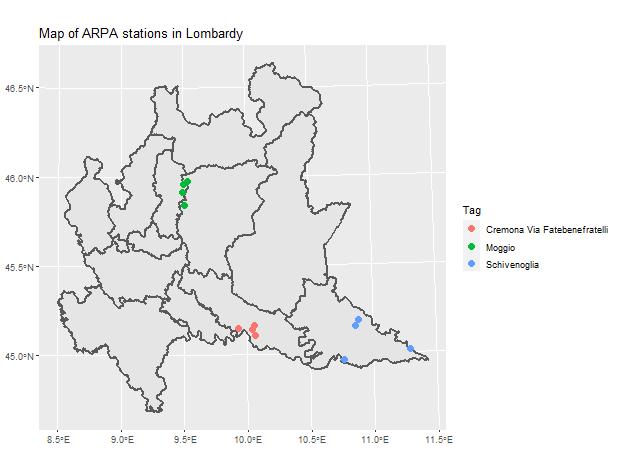 Map of ARPA stations in Lombardy
46.5°N
46.0°N
45.5°N
45.0°N
8.5°E 9.0°E 9.5°E 10.0°E 10.5°E 11.0°E 11.5°E
Tag
Cremona Via Fatebenefratelli
Moggio
Schivenoglia